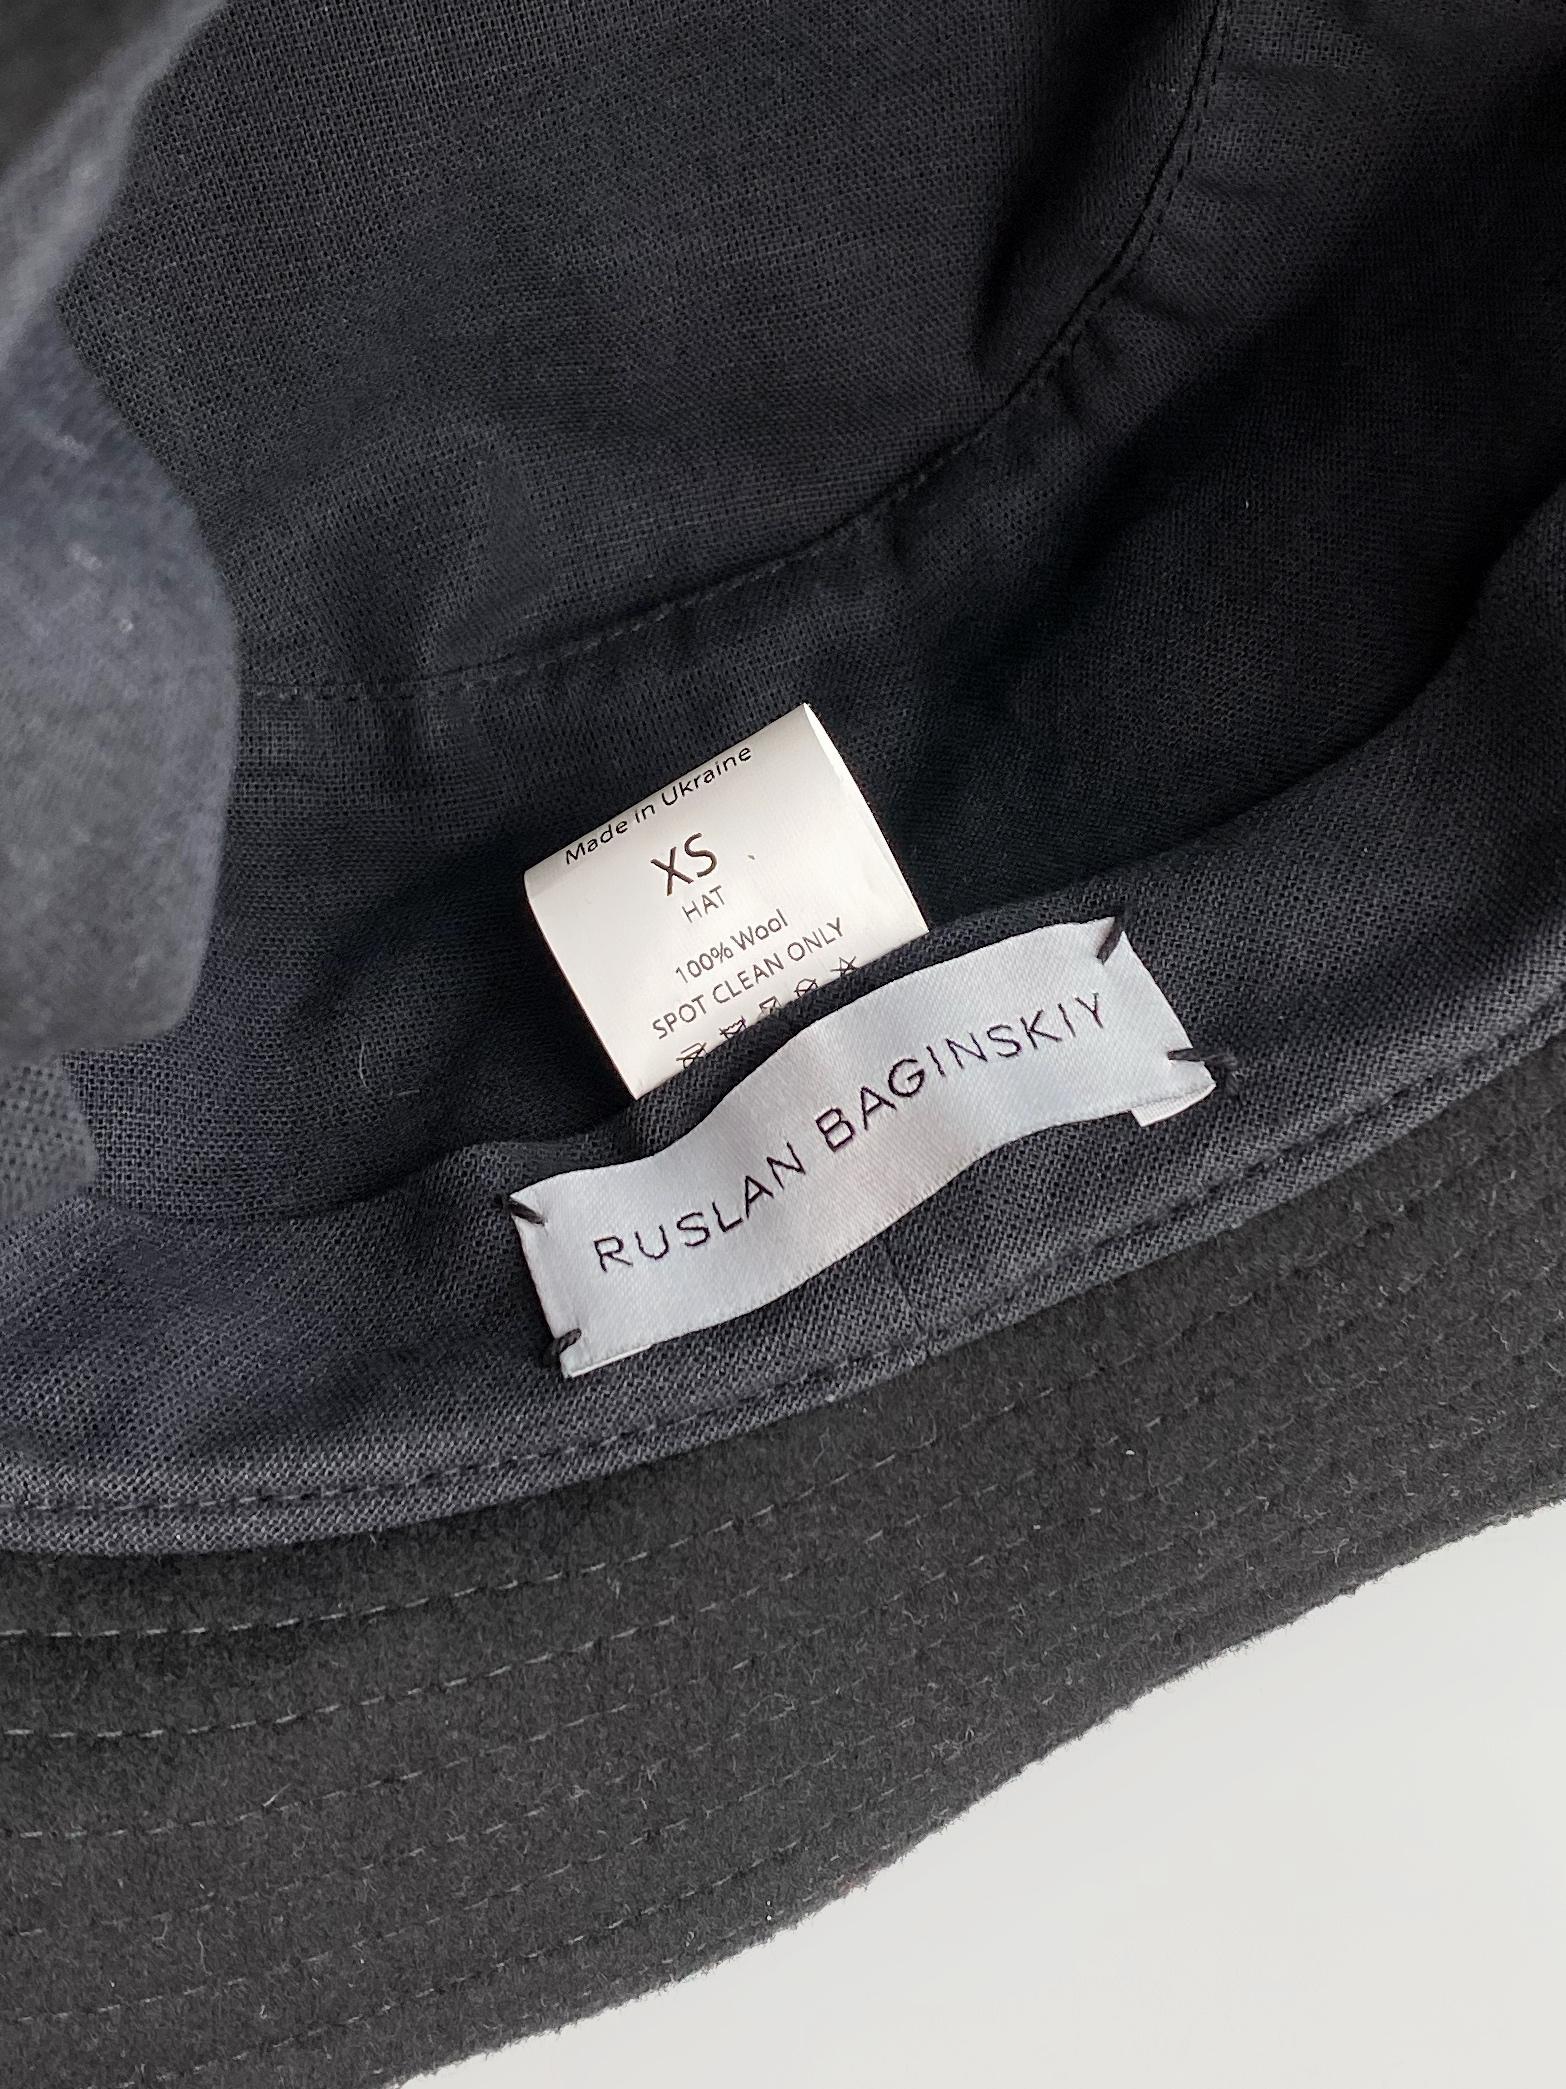 Made in Ukraine
XS
HAT
100% Wool
SPOT CLEAN ONLY
RUSLAN BAGINSKIY